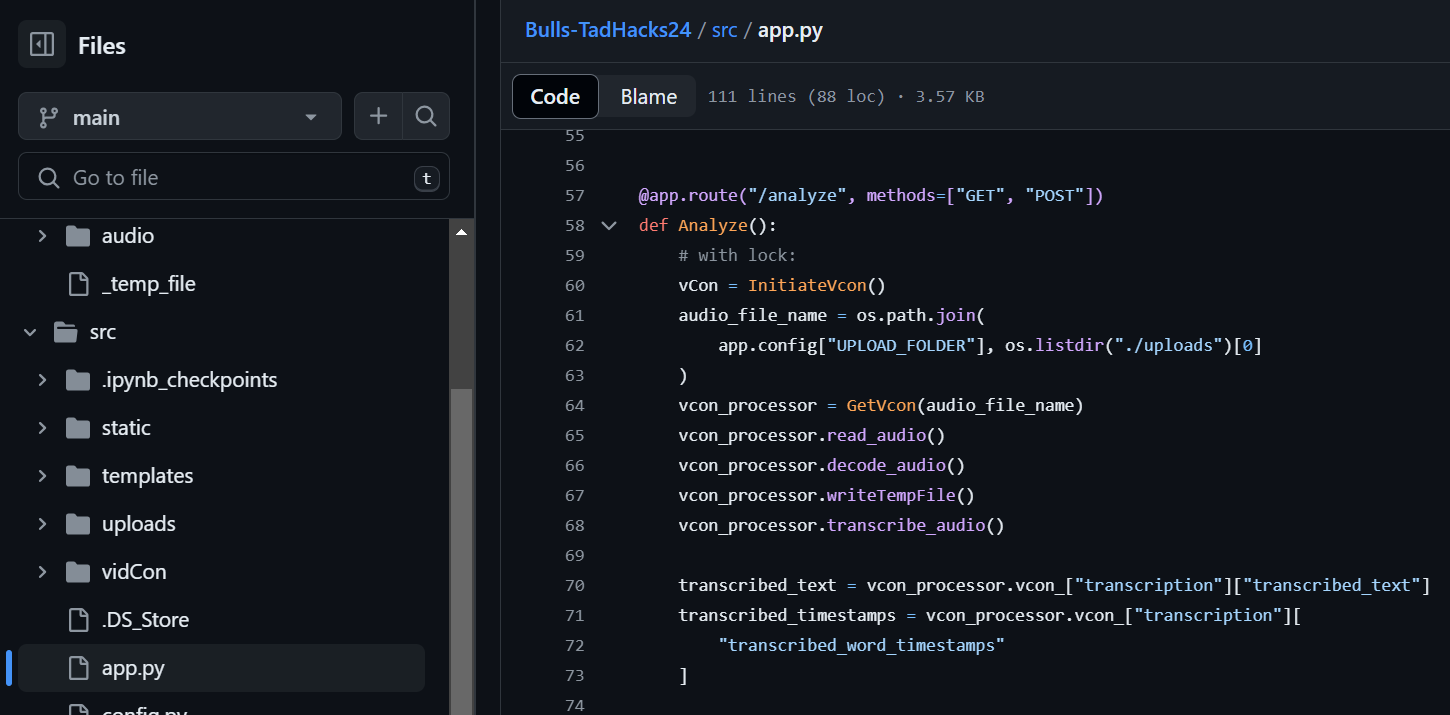 Files
main
Go to file
t
audio
_temp_file
src
.ipynb_checkpoints
static
templates
uploads
vidCon
.DS_Store
app.py
config.py
Bulls-TadHacks24 / src / app.py
Code Blame 111 lines (88 loc) · 3.57 KB
55
56
57 @app.route("/analyze", methods=["GET", "POST"])
58 def Analyze():
59 # with lock:
60 vCon = InitiateVcon()
61 audio_file_name = os.path.join(
62 app.config["UPLOAD_FOLDER"], os.listdir("./uploads")[0]
63 )
64 vcon_processor = GetVcon(audio_file_name)
65 vcon_processor.read_audio()
66 vcon_processor.decode_audio()
67 vcon_processor.writeTempFile()
68 vcon_processor.transcribe_audio()
69
70 transcribed_text = vcon_processor.vcon_["transcription"]["transcribed_text"]
71 transcribed_timestamps = vcon_processor.vcon_["transcription"][
72 "transcribed_word_timestamps"
73 ]
74